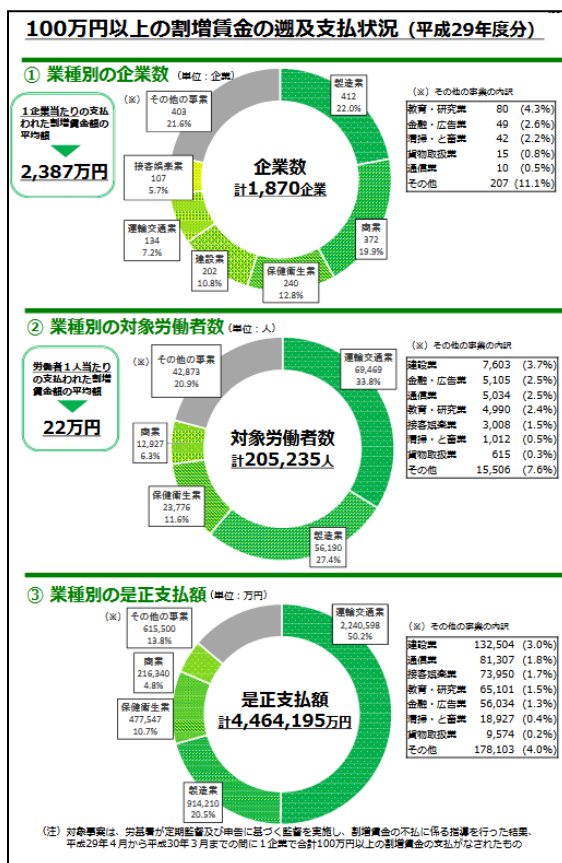 100万円以上の割増賃金の遡及支払状況（平成29年度分）
① 業種別の企業数（単位：企業）
１企業当たりの支払
われた割増賃金額の
平均額
2,387万円
（※）
その他の事業
403
21.6%
製造業
412
22.0%
接客娯楽業
107
5.7%
運輸交通業
134
7.2%
建設業
202
10.8%
保健衛生業
240
12.8%
商業
372
19.9%
企業数
計1,870企業
（※）その他の事業の内訳
教育・研究業 80 (4.3%)
金融・広告業 49 (2.6%)
清掃・と畜業 42 (2.2%)
貨物取扱業 15 (0.8%)
通信業 10 (0.5%)
その他 207 (11.1%)
② 業種別の対象労働者数（単位：人）
労働者１人当たり
の支払われた割増
賃金額の平均額
22万円
（※）
その他の事業
42,873
20.9%
運輸交通業
69,469
33.8%
商業
12,927
6.3%
保健衛生業
23,776
11.6%
製造業
56,190
27.4%
対象労働者数
計205,235人
（※）その他の事業の内訳
建設業 7,603 (3.7%)
金融・広告業 5,105 (2.5%)
通信業 5,034 (2.5%)
教育・研究業 4,990 (2.4%)
接客娯楽業 3,008 (1.5%)
清掃・と畜業 1,012 (0.5%)
貨物取扱業 615 (0.3%)
その他 15,506 (7.6%)
③ 業種別の是正支払額（単位：万円）
（※）
その他の事業
615,500
13.8%
運輸交通業
2,240,598
50.2%
商業
216,340
4.8%
保健衛生業
477,547
10.7%
製造業
914,210
20.5%
是正支払額
計4,464,195万円
（※）その他の事業の内訳
建設業 132,504 (3.0%)
通信業 81,307 (1.8%)
接客娯楽業 73,950 (1.7%)
教育・研究業 65,101 (1.5%)
金融・広告業 56,034 (1.3%)
清掃・と畜業 18,927 (0.4%)
貨物取扱業 9,574 (0.2%)
その他 178,103 (4.0%)
（注）対象事案は、労基署が定期監督及び申告に基づく監督を実施し、割増賃金の不払に係る指導を行った結果、
平成29年４月から平成30年３月までの間に１企業で合計100万円以上の割増賃金の支払がなされたもの